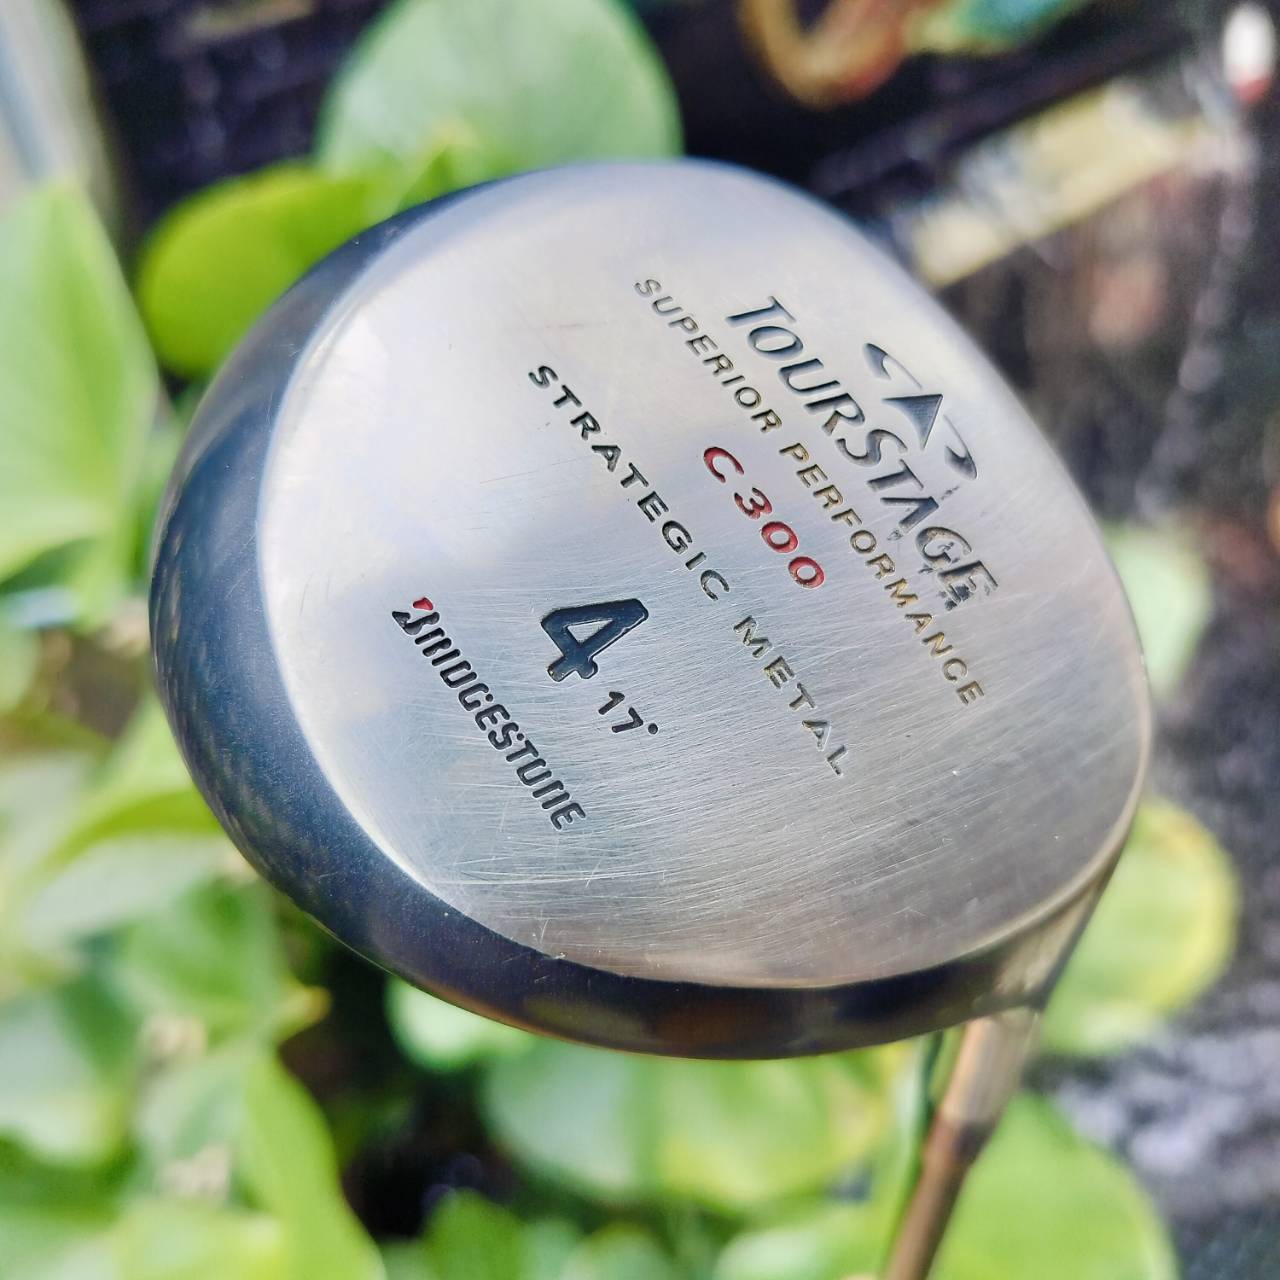 TOURSTAGE
SUPERIOR PERFORMANCE
C300
STRATEGIC METAL
4 17°
BRIDGESTONE